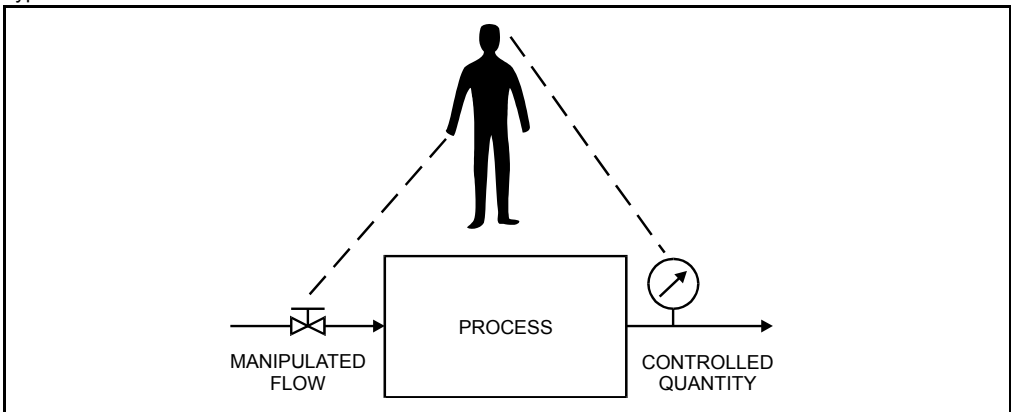 PROCESS
MANIPULATED
FLOW
CONTROLLED
QUANTITY